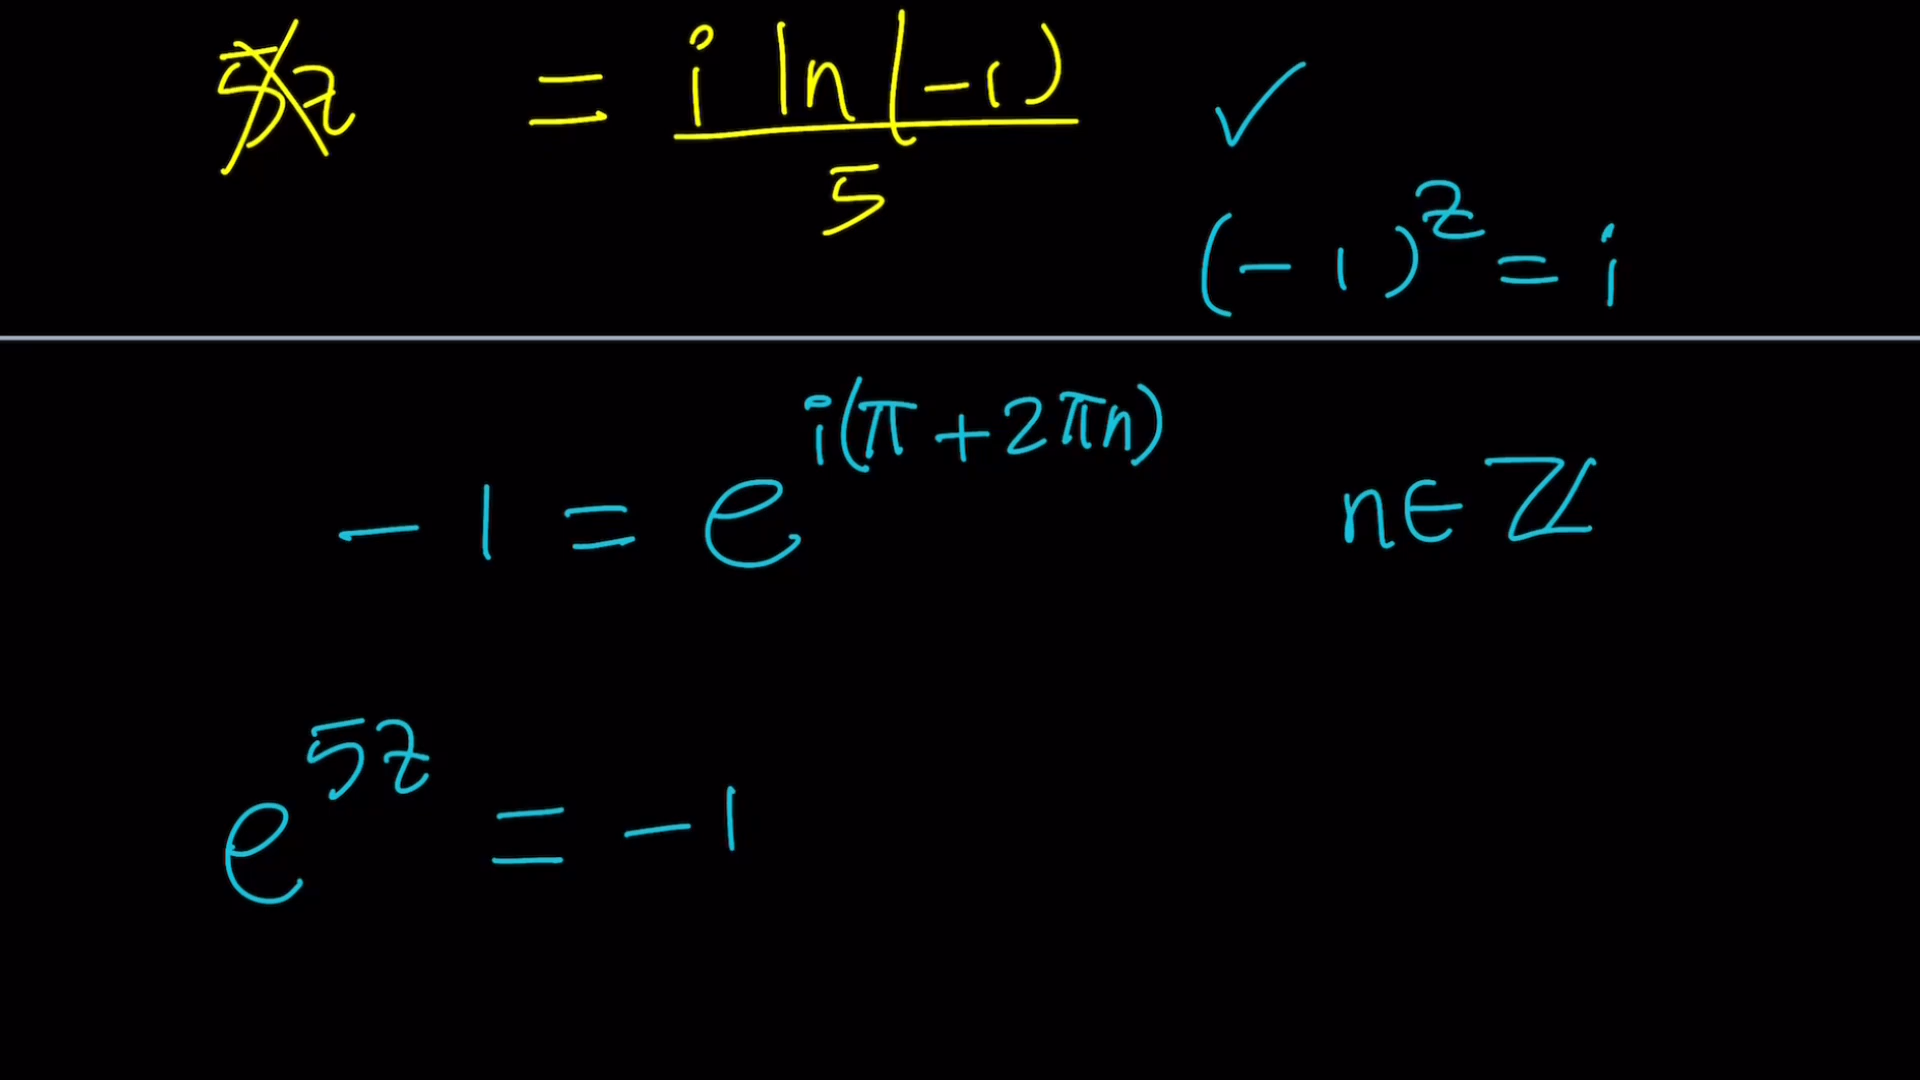 5z = i ln(-1) / 5 ✓
(-1)^z = i
-1 = e^{i(π + 2πn)} n ∈ ℤ
e^{5z} = -1